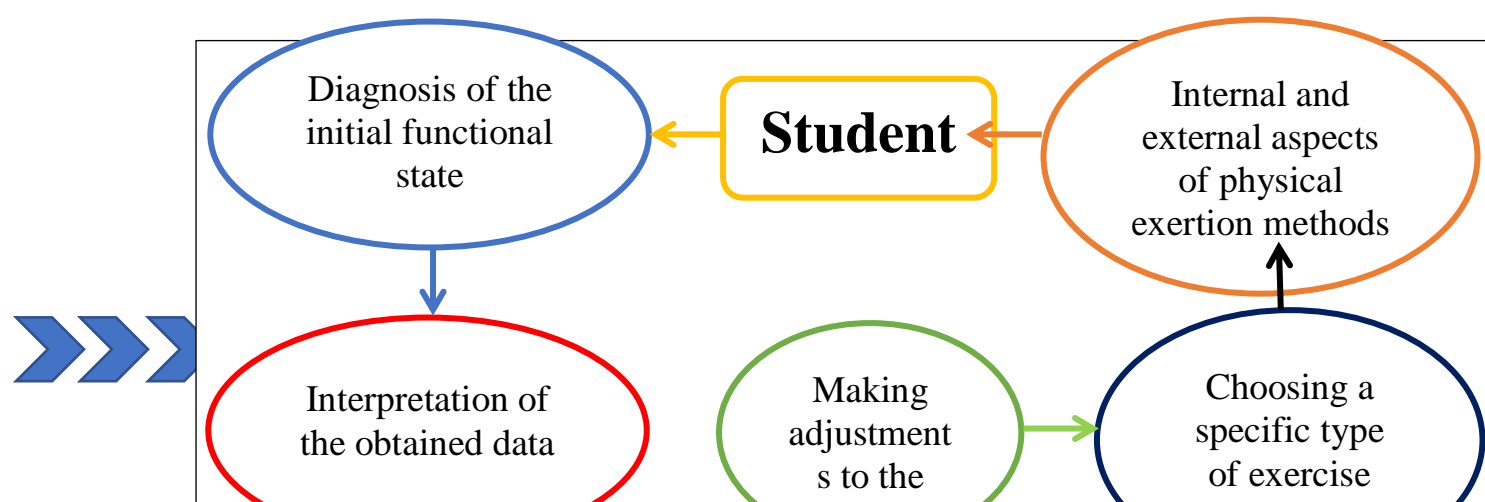 Diagnosis of the
initial functional
state
Student
Internal and
external aspects
of physical
exertion methods
Interpretation of
the obtained data
Making
adjustment
s to the
Choosing a
specific type
of exercise